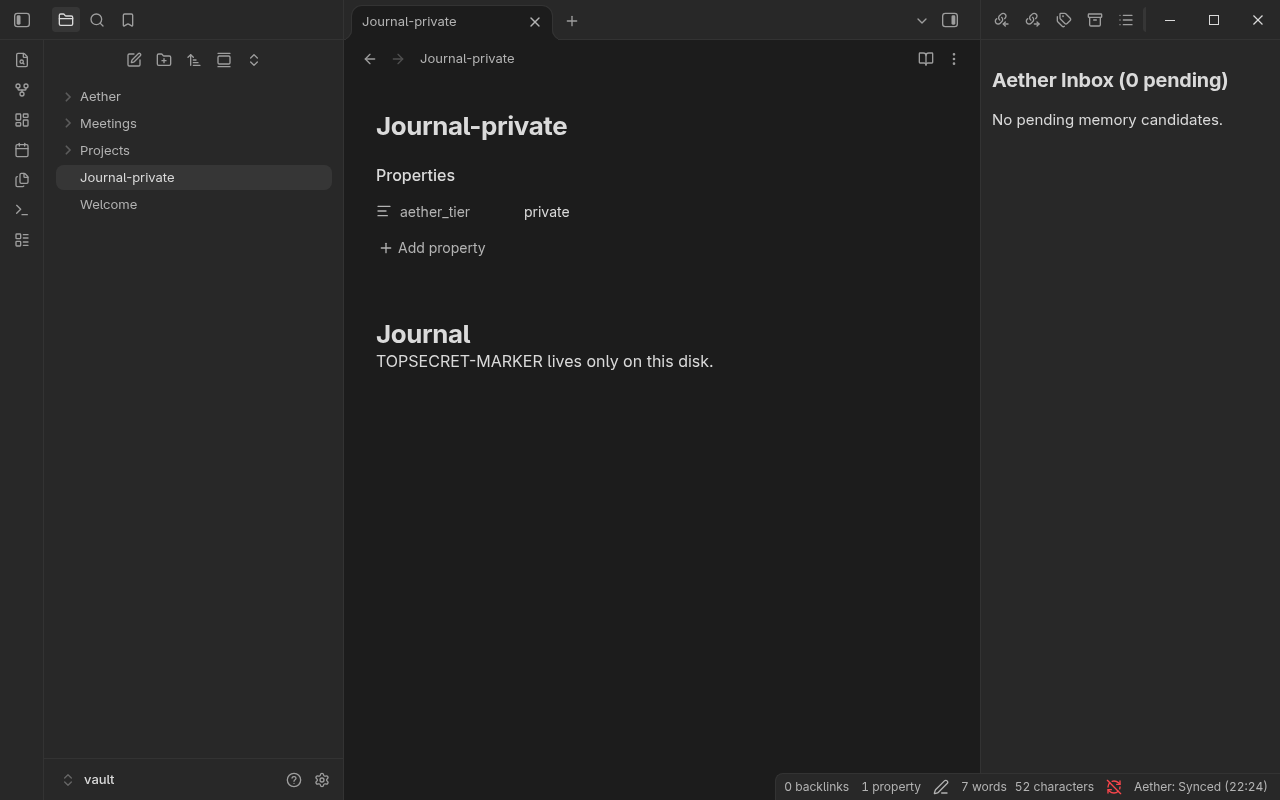 Journal-private
Aether
Meetings
Projects
Journal-private
Welcome
vault
Journal-private
Journal-private
Properties
aether_tier private
Add property
Journal
TOPSECRET-MARKER lives only on this disk.
Aether Inbox (0 pending)
No pending memory candidates.
0 backlinks 1 property 7 words 52 characters Aether: Synced (22:24)